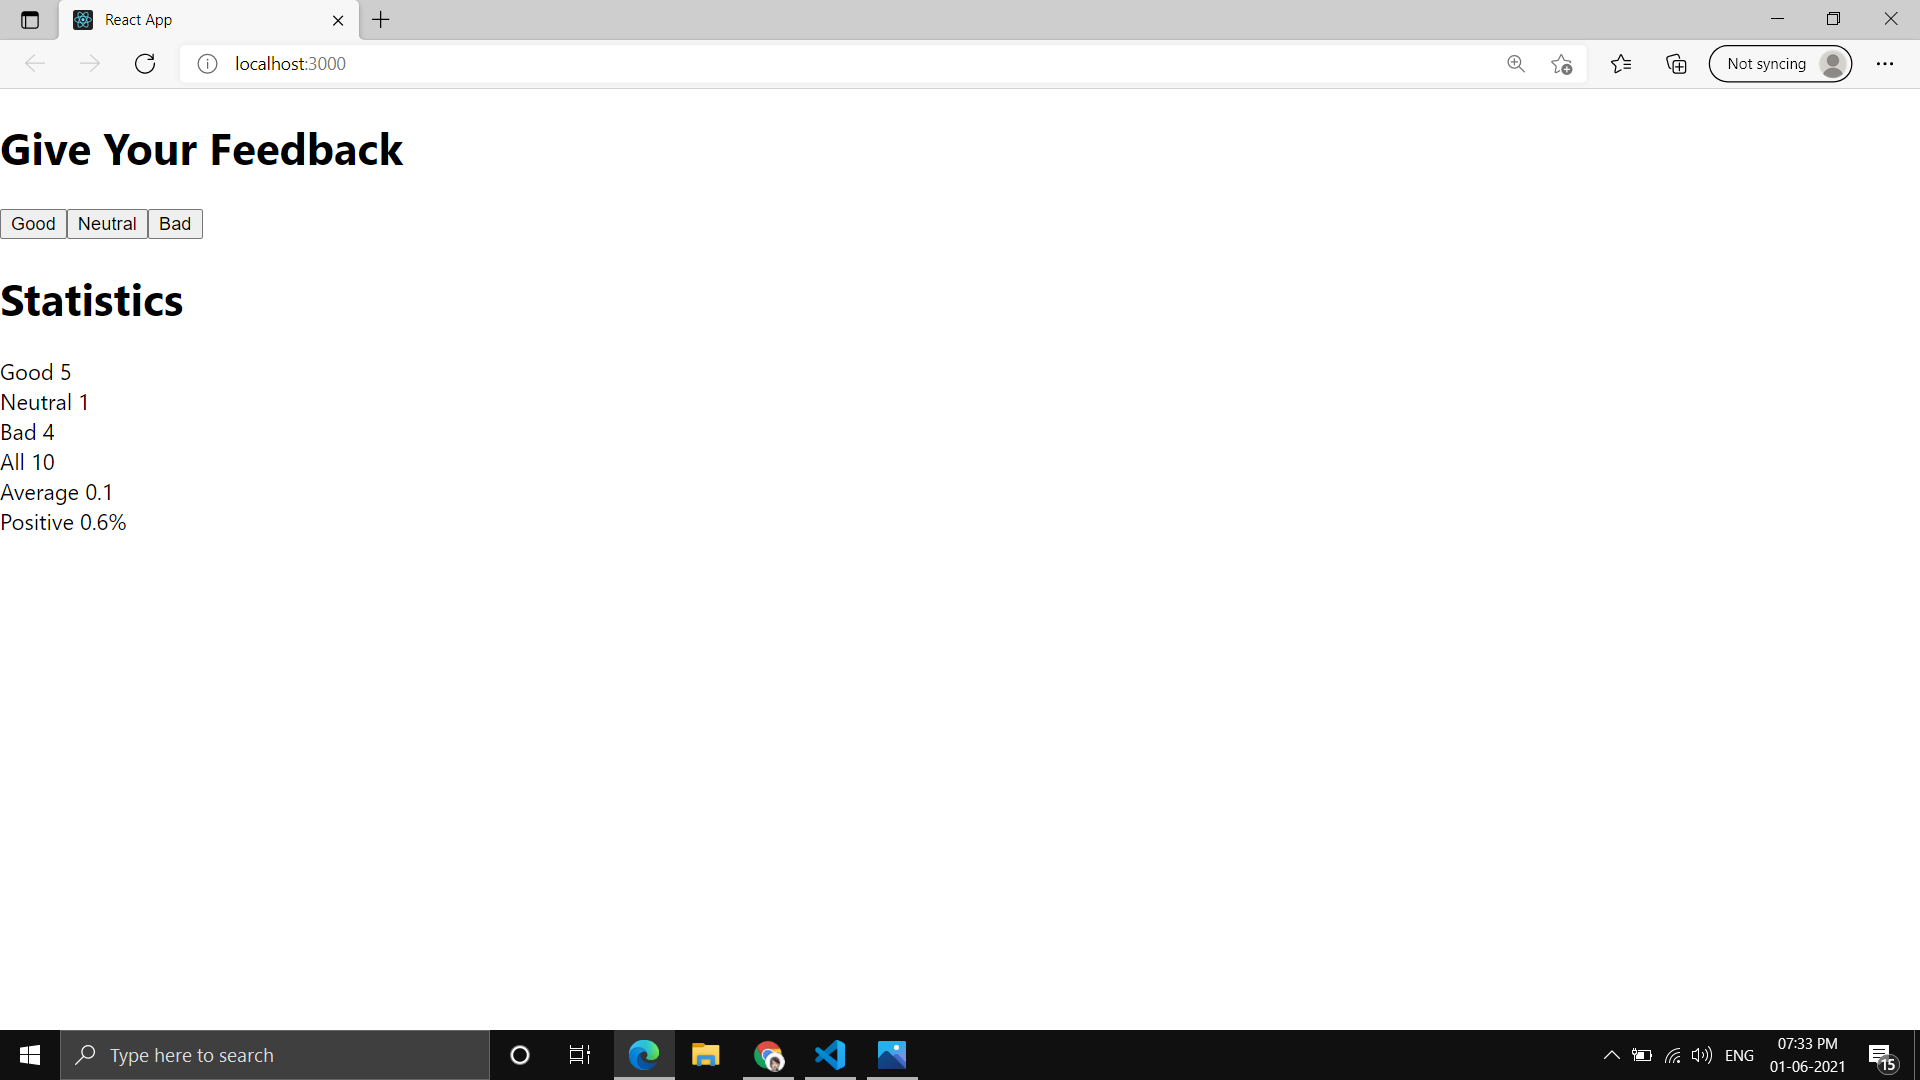 React App
localhost:3000
Not syncing
Give Your Feedback
Good Neutral Bad
Statistics
Good 5
Neutral 1
Bad 4
All 10
Average 0.1
Positive 0.6%
Type here to search
ENG
07:33 PM
01-06-2021
15